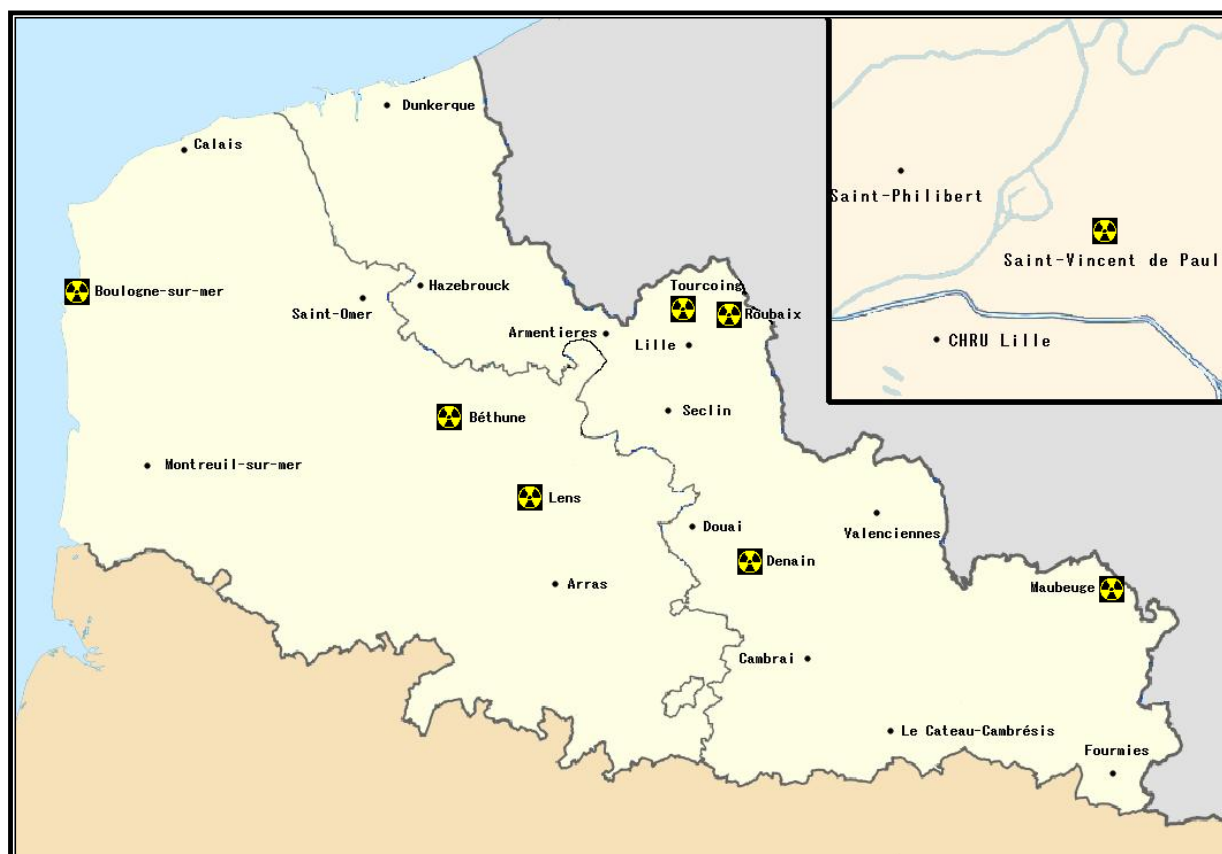 Dunkerque
Calais
Saint-Philibert
Saint-Vincent de Paul
Boulogne-sur-mer
Hazebrouck
Saint-Omer
Tourcoing
Roubaix
Armentieres
Lille
CHRU Lille
Béthune
Seclin
Montreuil-sur-mer
Lens
Douai
Valenciennes
Denain
Arras
Maubeuge
Cambrai
Le Cateau-Cambrésis
Fourmies